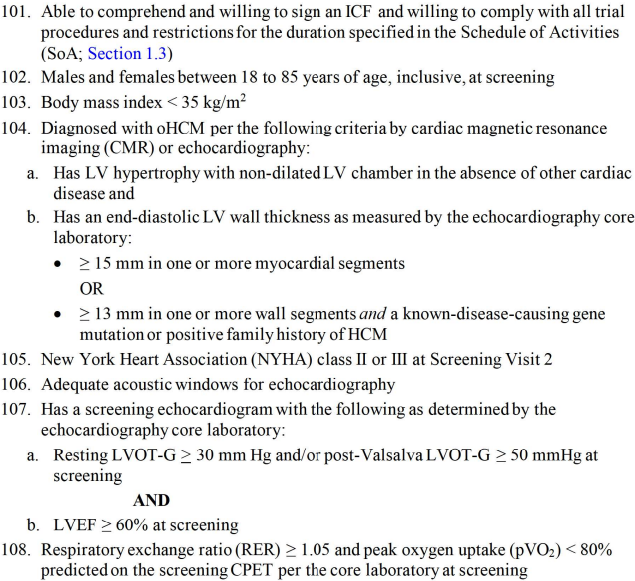 101. Able to comprehend and willing to sign an ICF and willing to comply with all trial
procedures and restrictions for the duration specified in the Schedule of Activities
(SoA; Section 1.3)
102. Males and females between 18 to 85 years of age, inclusive, at screening
103. Body mass index < 35 kg/m²
104. Diagnosed with oHCM per the following criteria by cardiac magnetic resonance
imaging (CMR) or echocardiography:
a. Has LV hypertrophy with non-dilated LV chamber in the absence of other cardiac
disease and
b. Has an end-diastolic LV wall thickness as measured by the echocardiography core
laboratory:
• ≥ 15 mm in one or more myocardial segments
OR
• ≥ 13 mm in one or more wall segments and a known-disease-causing gene
mutation or positive family history of HCM
105. New York Heart Association (NYHA) class II or III at Screening Visit 2
106. Adequate acoustic windows for echocardiography
107. Has a screening echocardiogram with the following as determined by the
echocardiography core laboratory:
a. Resting LVOT-G ≥ 30 mm Hg and/or post-Valsalva LVOT-G ≥ 50 mmHg at
screening
AND
b. LVEF ≥ 60% at screening
108. Respiratory exchange ratio (RER) ≥ 1.05 and peak oxygen uptake (pVO₂) < 80%
predicted on the screening CPET per the core laboratory at screening